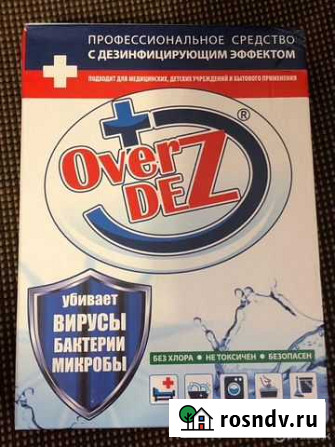 ПРОФЕССИОНАЛЬНОЕ СРЕДСТВО
С ДЕЗИНФИЦИРУЮЩИМ ЭФФЕКТОМ
ПОДХОДИТ ДЛЯ МЕДИЦИНСКИХ, ДЕТСКИХ УЧРЕЖДЕНИЙ И БЫТОВОГО ПРИМЕНЕНИЯ
®
Over
DEZ
убивает
ВИРУСЫ
БАКТЕРИИ
МИКРОБЫ
БЕЗ ХЛОРА • НЕ ТОКСИЧЕН • БЕЗОПАСЕН
rosndv.ru